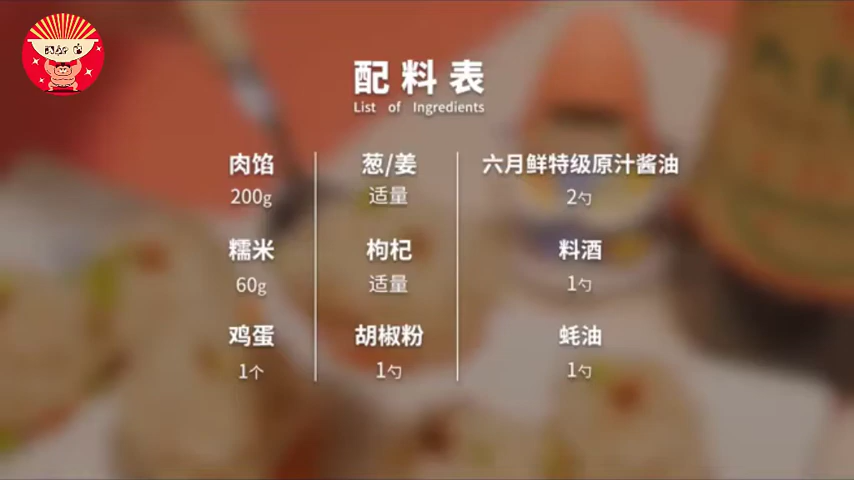 配料表
List of Ingredients
肉馅 葱/姜 六月鲜特级原汁酱油
200g 适量 2勺
糯米 枸杞 料酒
60g 适量 1勺
鸡蛋 胡椒粉 蚝油
1个 1勺 1勺